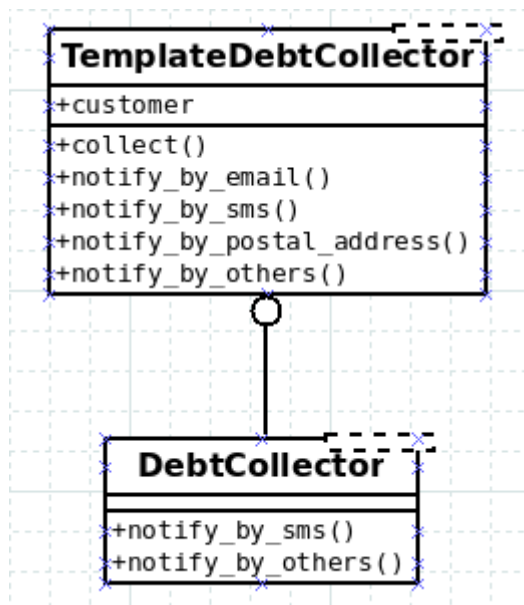 TemplateDebtCollector
+customer
+collect()
+notify_by_email()
+notify_by_sms()
+notify_by_postal_address()
+notify_by_others()
DebtCollector
+notify_by_sms()
+notify_by_others()